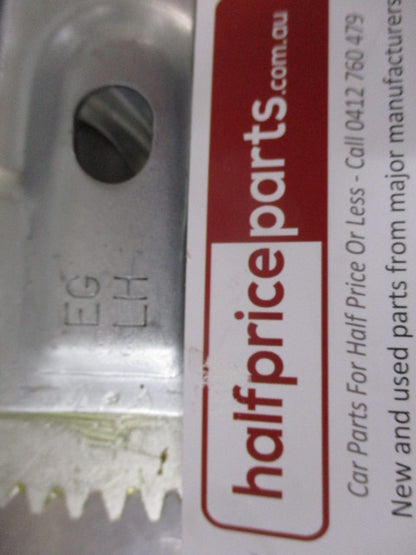 EG
LH
halfpriceparts.com.au
Car Parts For Half Price Or Less - Call 0412 760 479
New and used parts from major manufacturers